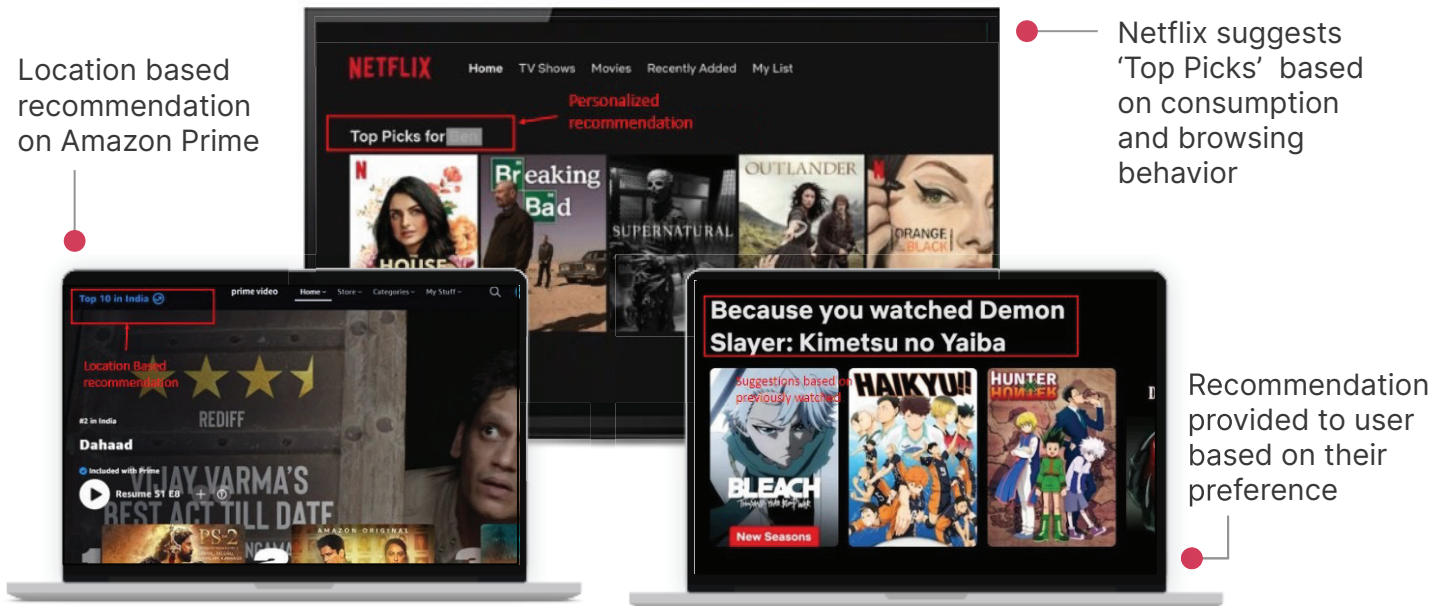 Location based
recommendation
on Amazon Prime
Netflix suggests
‘Top Picks’ based
on consumption
and browsing
behavior
NETFLIX
Home TV Shows Movies Recently Added My List
Personalized
recommendation
Top Picks for Ben
N
HOUSE
Breaking
Bad
SUPERNATURAL
OUTLANDER
N
ORANGE
BLACK
Top 10 in India
prime video Home Store Categories My Stuff
Location Based
recommendation
REDIFF
#2 in India
Dahaad
Included with Prime
VIJAY VARMA'S
Resume S1 E8
BEST ACT TILL DATE
PS-2
AMAZON ORIGINAL
Because you watched Demon
Slayer: Kimetsu no Yaiba
Suggestions based on
previously watched
BLEACH
THOUSAND-YEAR BLOOD WAR
New Seasons
HAIKYU!!
HUNTER
HUNTER
D
Recommendation
provided to user
based on their
preference